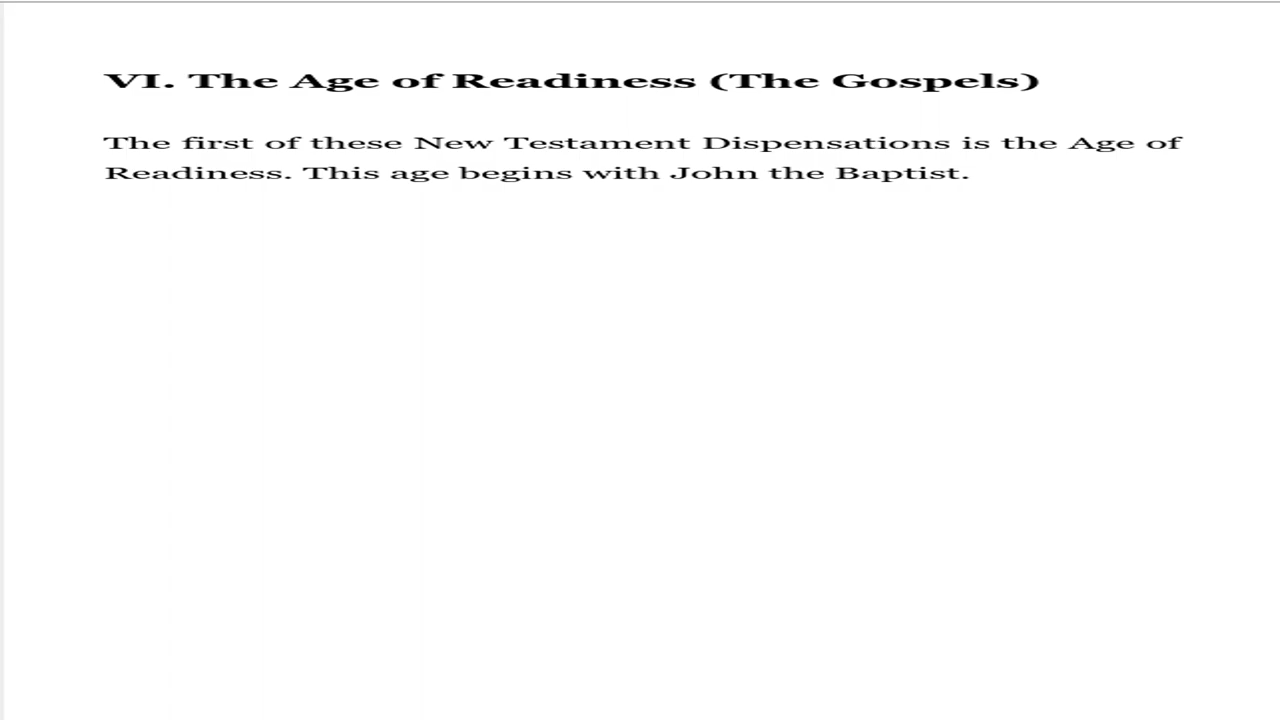 VI. The Age of Readiness (The Gospels)
The first of these New Testament Dispensations is the Age of
Readiness. This age begins with John the Baptist.